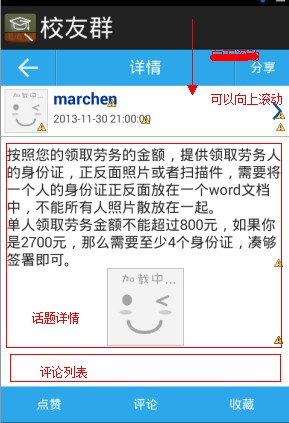 校友群
详情
分享
marchen
可以向上滚动
2013-11-30 21:00:00
按照您的领取劳务的金额，提供领取劳务人
的身份证，正反面照片或者扫描件，需要将
一个人的身份证正反面放在一个word文档
中，不能所有人照片散放在一起。
单人领取劳务金额不能超过800元，如果你
是2700元，那么需要至少4个身份证，凑够
签署即可。
加载中...
话题详情
评论列表
点赞
评论
收藏